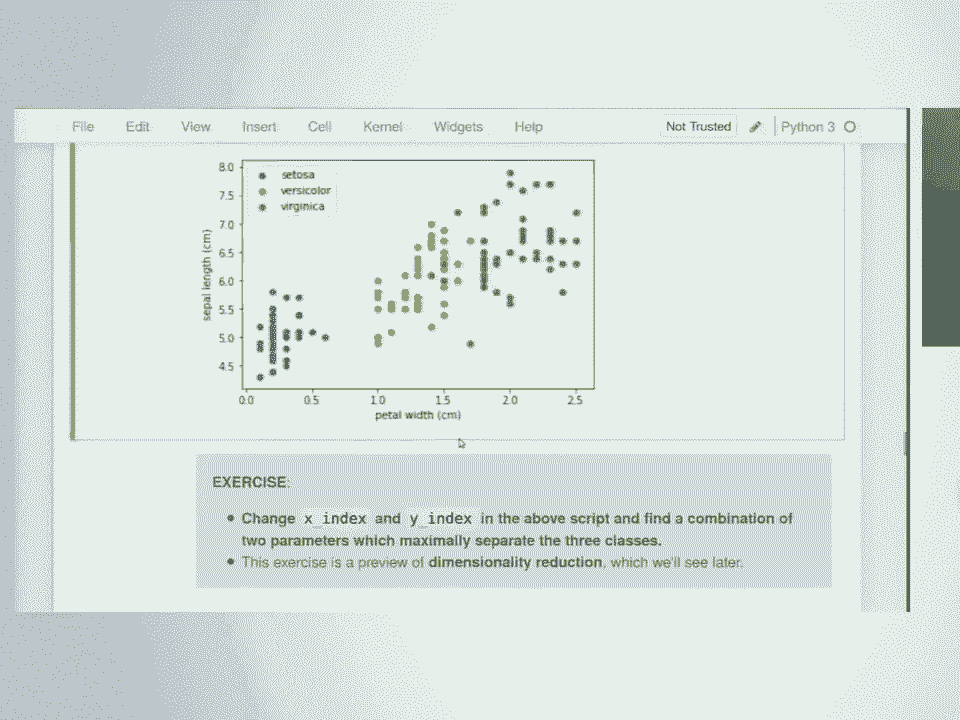 File Edit View Insert Cell Kernel Widgets Help Not Trusted Python 3
8.0
7.5
7.0
6.5
6.0
5.5
5.0
4.5
sepal length (cm)
setosa
versicolor
virginica
0.0 0.5 1.0 1.5 2.0 2.5
petal width (cm)
EXERCISE:
Change x_index and y_index in the above script and find a combination of
two parameters which maximally separate the three classes.
This exercise is a preview of dimensionality reduction, which we'll see later.